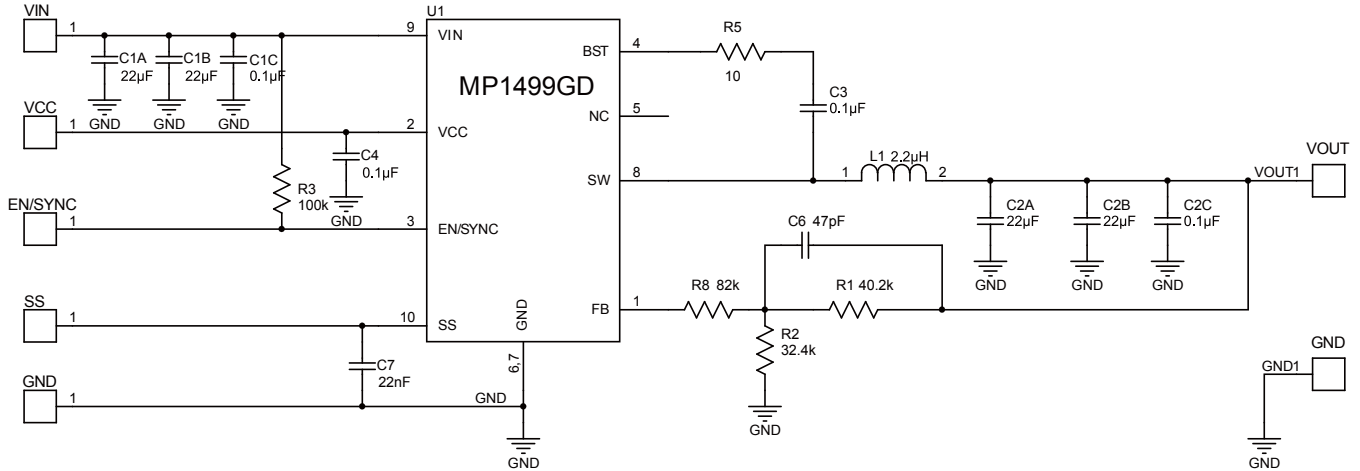 VIN
1
C1A
22µF
GND
C1B
22µF
GND
C1C
0.1µF
GND
VCC
1
C4
0.1µF
GND
R3
100k
EN/SYNC
1
SS
1
C7
22nF
GND
1
GND
U1
MP1499GD
9
VIN
2
VCC
3
EN/SYNC
10
SS
GND
6,7
GND
BST
4
NC
5
SW
8
FB
1
R5
10
C3
0.1µF
1
L1 2.2µH
2
C6 47pF
R8 82k
R1 40.2k
R2
32.4k
GND
C2A
22µF
GND
C2B
22µF
GND
C2C
0.1µF
GND
VOUT1
VOUT
GND
GND1
GND